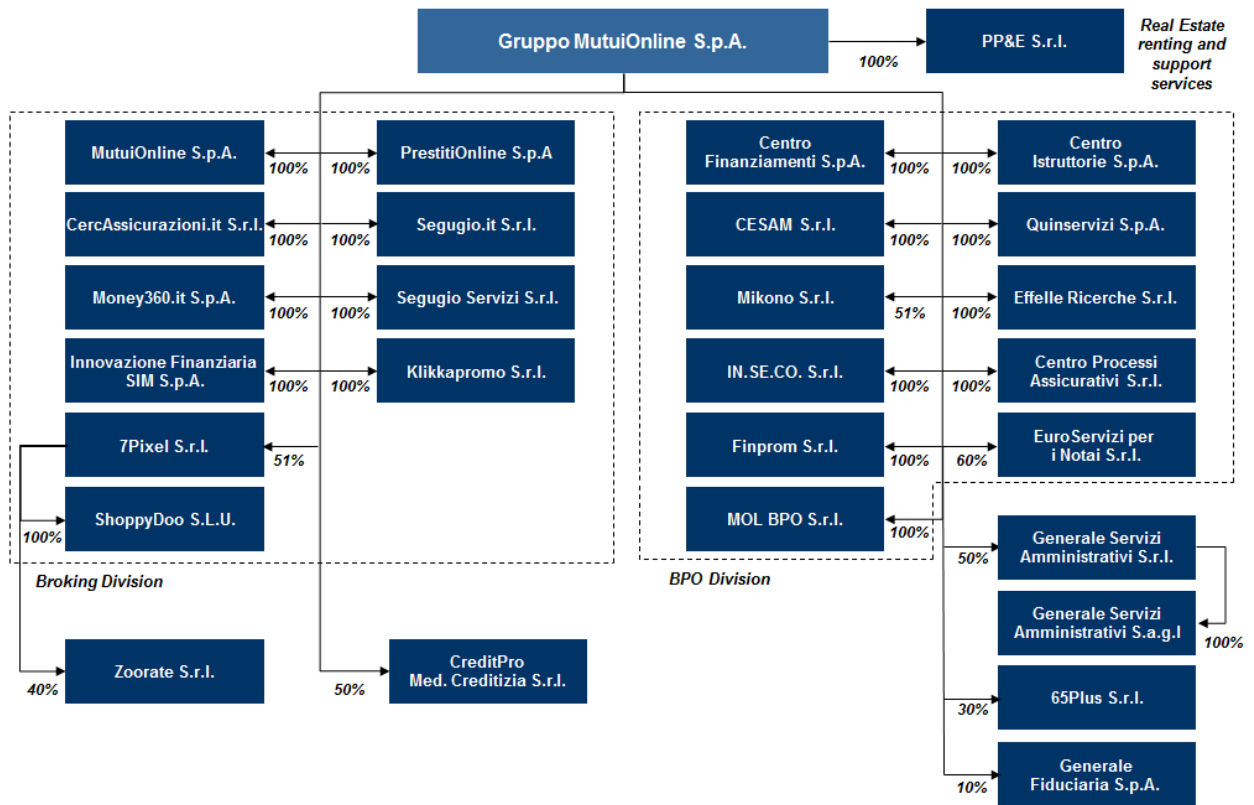 Gruppo MutuiOnline S.p.A.
100%
PP&E S.r.l.
Real Estate
renting and
support
services
MutuiOnline S.p.A.
100%
100%
PrestitiOnline S.p.A
CercAssicurazioni.it S.r.l.
100%
100%
Segugio.it S.r.l.
Money360.it S.p.A.
100%
100%
Segugio Servizi S.r.l.
Innovazione Finanziaria
SIM S.p.A.
100%
100%
Klikkapromo S.r.l.
7Pixel S.r.l.
51%
ShoppyDoo S.L.U.
100%
Broking Division
Zoorate S.r.l.
40%
50%
CreditPro
Med. Creditizia S.r.l.
Centro
Finanziamenti S.p.A.
100%
100%
Centro
Istruttorie S.p.A.
CESAM S.r.l.
100%
100%
Quinservizi S.p.A.
Mikono S.r.l.
51%
100%
Effelle Ricerche S.r.l.
IN.SE.CO. S.r.l.
100%
100%
Centro Processi
Assicurativi S.r.l.
Finprom S.r.l.
100%
60%
EuroServizi per
i Notai S.r.l.
MOL BPO S.r.l.
100%
BPO Division
50%
Generale Servizi
Amministrativi S.r.l.
Generale Servizi
Amministrativi S.a.g.l
100%
30%
65Plus S.r.l.
10%
Generale
Fiduciaria S.p.A.